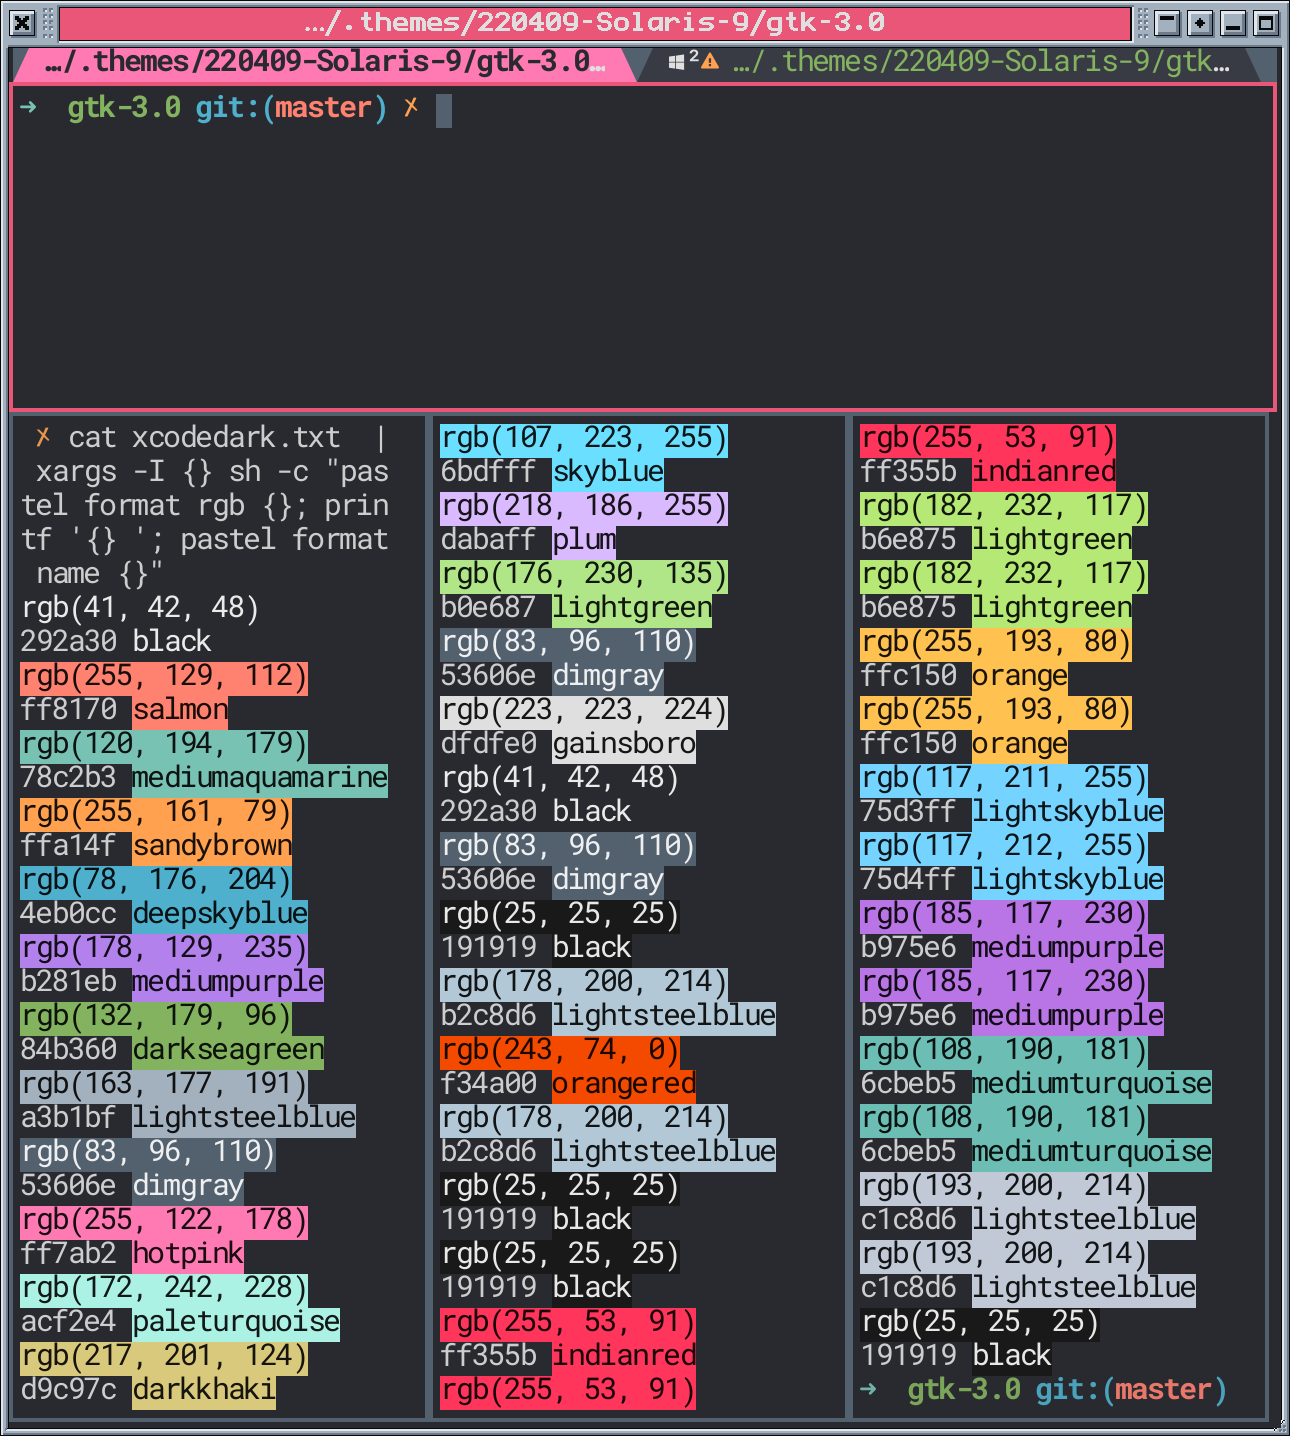 …/.themes/220409-Solaris-9/gtk-3.0
…/.themes/220409-Solaris-9/gtk-3.0…
2 …/.themes/220409-Solaris-9/gtk…
→ gtk-3.0 git:(master) ✗
✗ cat xcodedark.txt |
xargs -I {} sh -c "pas
tel format rgb {}; prin
tf '{} '; pastel format
name {}"
rgb(41, 42, 48)
292a30 black
rgb(255, 129, 112)
ff8170 salmon
rgb(120, 194, 179)
78c2b3 mediumaquamarine
rgb(255, 161, 79)
ffa14f sandybrown
rgb(78, 176, 204)
4eb0cc deepskyblue
rgb(178, 129, 235)
b281eb mediumpurple
rgb(132, 179, 96)
84b360 darkseagreen
rgb(163, 177, 191)
a3b1bf lightsteelblue
rgb(83, 96, 110)
53606e dimgray
rgb(255, 122, 178)
ff7ab2 hotpink
rgb(172, 242, 228)
acf2e4 paleturquoise
rgb(217, 201, 124)
d9c97c darkkhaki
rgb(107, 223, 255)
6bdfff skyblue
rgb(218, 186, 255)
dabaff plum
rgb(176, 230, 135)
b0e687 lightgreen
rgb(83, 96, 110)
53606e dimgray
rgb(223, 223, 224)
dfdfe0 gainsboro
rgb(41, 42, 48)
292a30 black
rgb(83, 96, 110)
53606e dimgray
rgb(25, 25, 25)
191919 black
rgb(178, 200, 214)
b2c8d6 lightsteelblue
rgb(243, 74, 0)
f34a00 orangered
rgb(178, 200, 214)
b2c8d6 lightsteelblue
rgb(25, 25, 25)
191919 black
rgb(25, 25, 25)
191919 black
rgb(255, 53, 91)
ff355b indianred
rgb(255, 53, 91)
rgb(255, 53, 91)
ff355b indianred
rgb(182, 232, 117)
b6e875 lightgreen
rgb(182, 232, 117)
b6e875 lightgreen
rgb(255, 193, 80)
ffc150 orange
rgb(255, 193, 80)
ffc150 orange
rgb(117, 211, 255)
75d3ff lightskyblue
rgb(117, 212, 255)
75d4ff lightskyblue
rgb(185, 117, 230)
b975e6 mediumpurple
rgb(185, 117, 230)
b975e6 mediumpurple
rgb(108, 190, 181)
6cbeb5 mediumturquoise
rgb(108, 190, 181)
6cbeb5 mediumturquoise
rgb(193, 200, 214)
c1c8d6 lightsteelblue
rgb(193, 200, 214)
c1c8d6 lightsteelblue
rgb(25, 25, 25)
191919 black
→ gtk-3.0 git:(master)